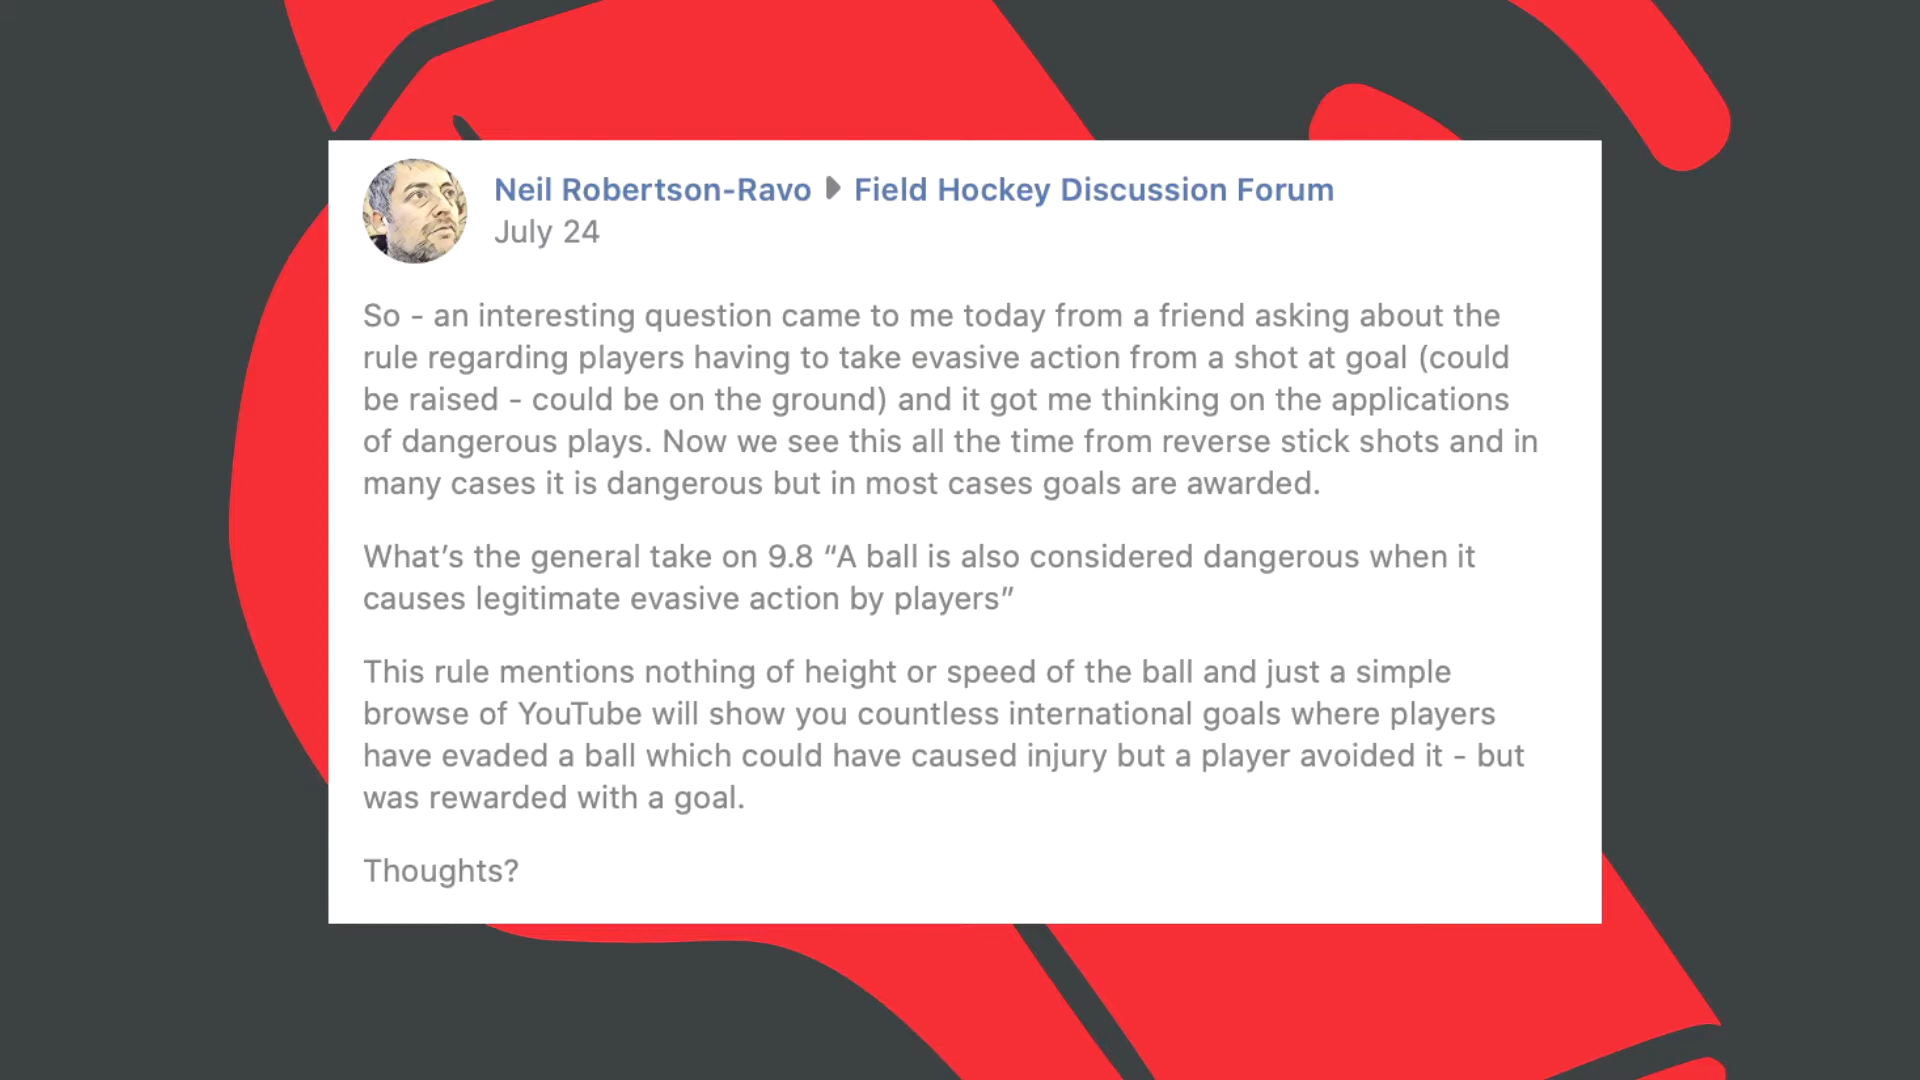 Neil Robertson-Ravo ▶ Field Hockey Discussion Forum
July 24
So - an interesting question came to me today from a friend asking about the
rule regarding players having to take evasive action from a shot at goal (could
be raised - could be on the ground) and it got me thinking on the applications
of dangerous plays. Now we see this all the time from reverse stick shots and in
many cases it is dangerous but in most cases goals are awarded.
What’s the general take on 9.8 “A ball is also considered dangerous when it
causes legitimate evasive action by players”
This rule mentions nothing of height or speed of the ball and just a simple
browse of YouTube will show you countless international goals where players
have evaded a ball which could have caused injury but a player avoided it - but
was rewarded with a goal.
Thoughts?